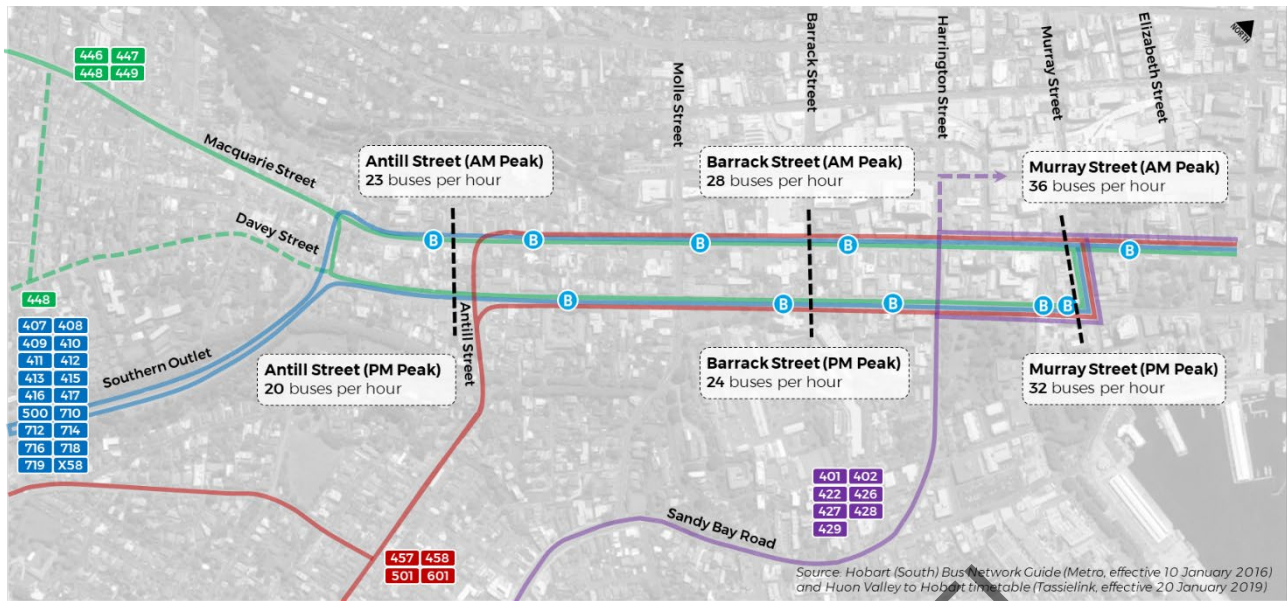 446 447
448 449
Macquarie Street
Davey Street
448
407 408
409 410
411 412
413 415
416 417
500 710
712 714
716 718
719 X58
Southern Outlet
Antill Street (AM Peak)
23 buses per hour
Antill Street
Antill Street (PM Peak)
20 buses per hour
457 458
501 601
Molle Street
Barrack Street
Harrington Street
Murray Street
Elizabeth Street
NORTH
Barrack Street (AM Peak)
28 buses per hour
Murray Street (AM Peak)
36 buses per hour
B
B
B
B
B
B
B
B
B
B
Barrack Street (PM Peak)
24 buses per hour
Murray Street (PM Peak)
32 buses per hour
401 402
422 426
427 428
429
Sandy Bay Road
Source: Hobart (South) Bus Network Guide (Metro, effective 10 January 2016)
and Huon Valley to Hobart timetable (Tassielink, effective 20 January 2019)